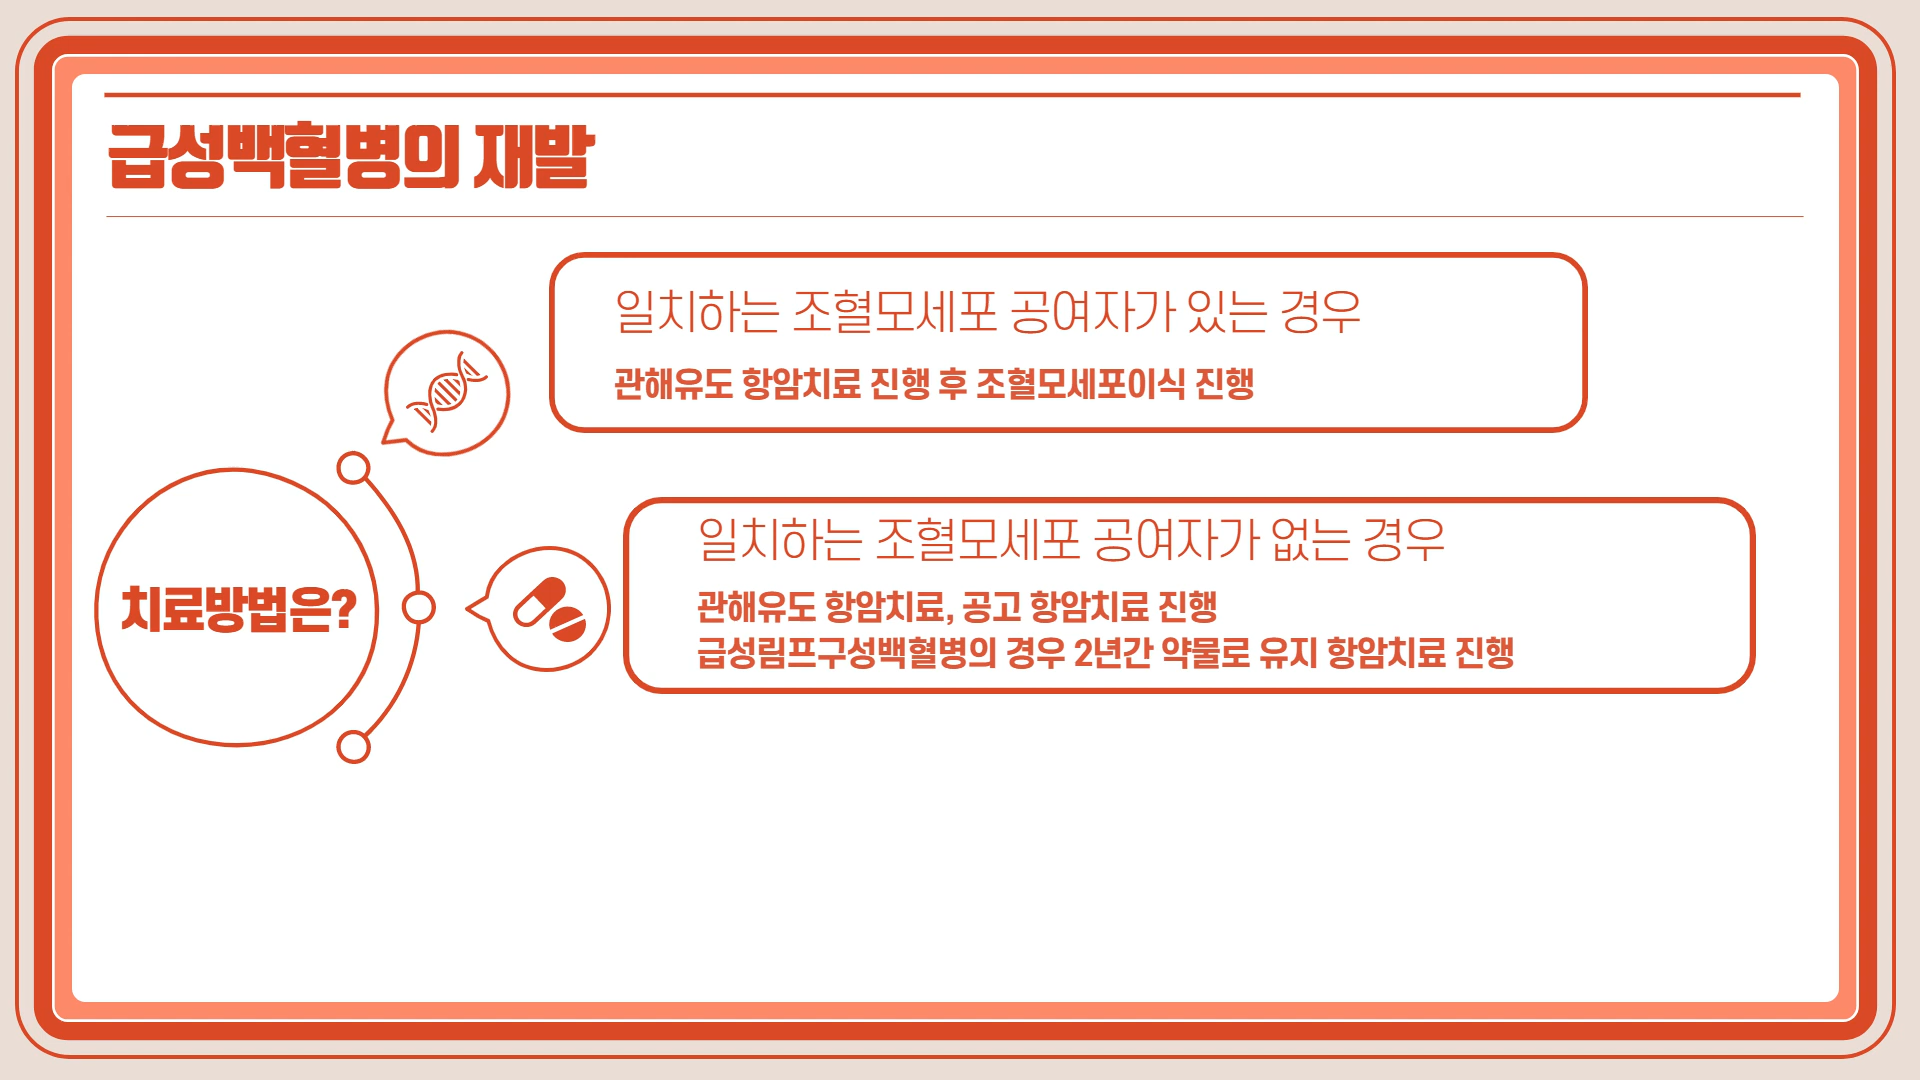 급성백혈병의 재발
일치하는 조혈모세포 공여자가 있는 경우
관해유도 항암치료 진행 후 조혈모세포이식 진행
치료방법은?
일치하는 조혈모세포 공여자가 없는 경우
관해유도 항암치료, 공고 항암치료 진행
급성림프구성백혈병의 경우 2년간 약물로 유지 항암치료 진행